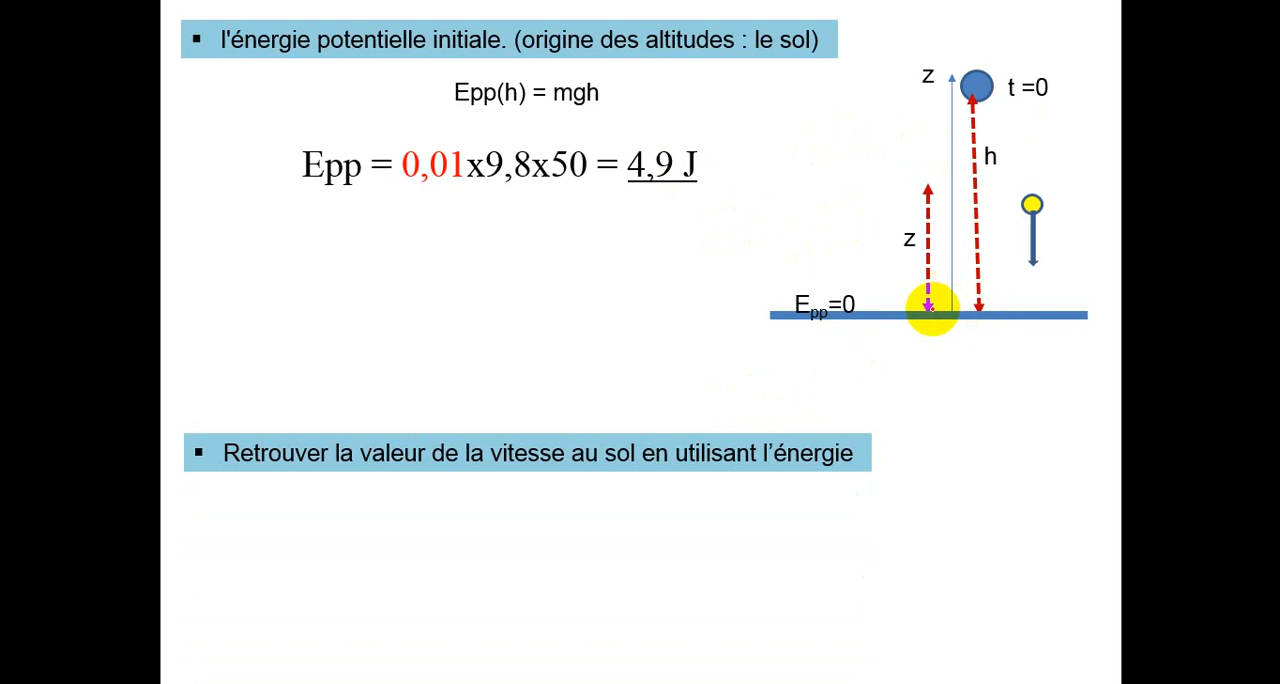 ▪ l'énergie potentielle initiale. (origine des altitudes : le sol)
Epp(h) = mgh
Epp = 0,01x9,8x50 = 4,9 J
z
t =0
h
z
Epp=0
▪ Retrouver la valeur de la vitesse au sol en utilisant l’énergie